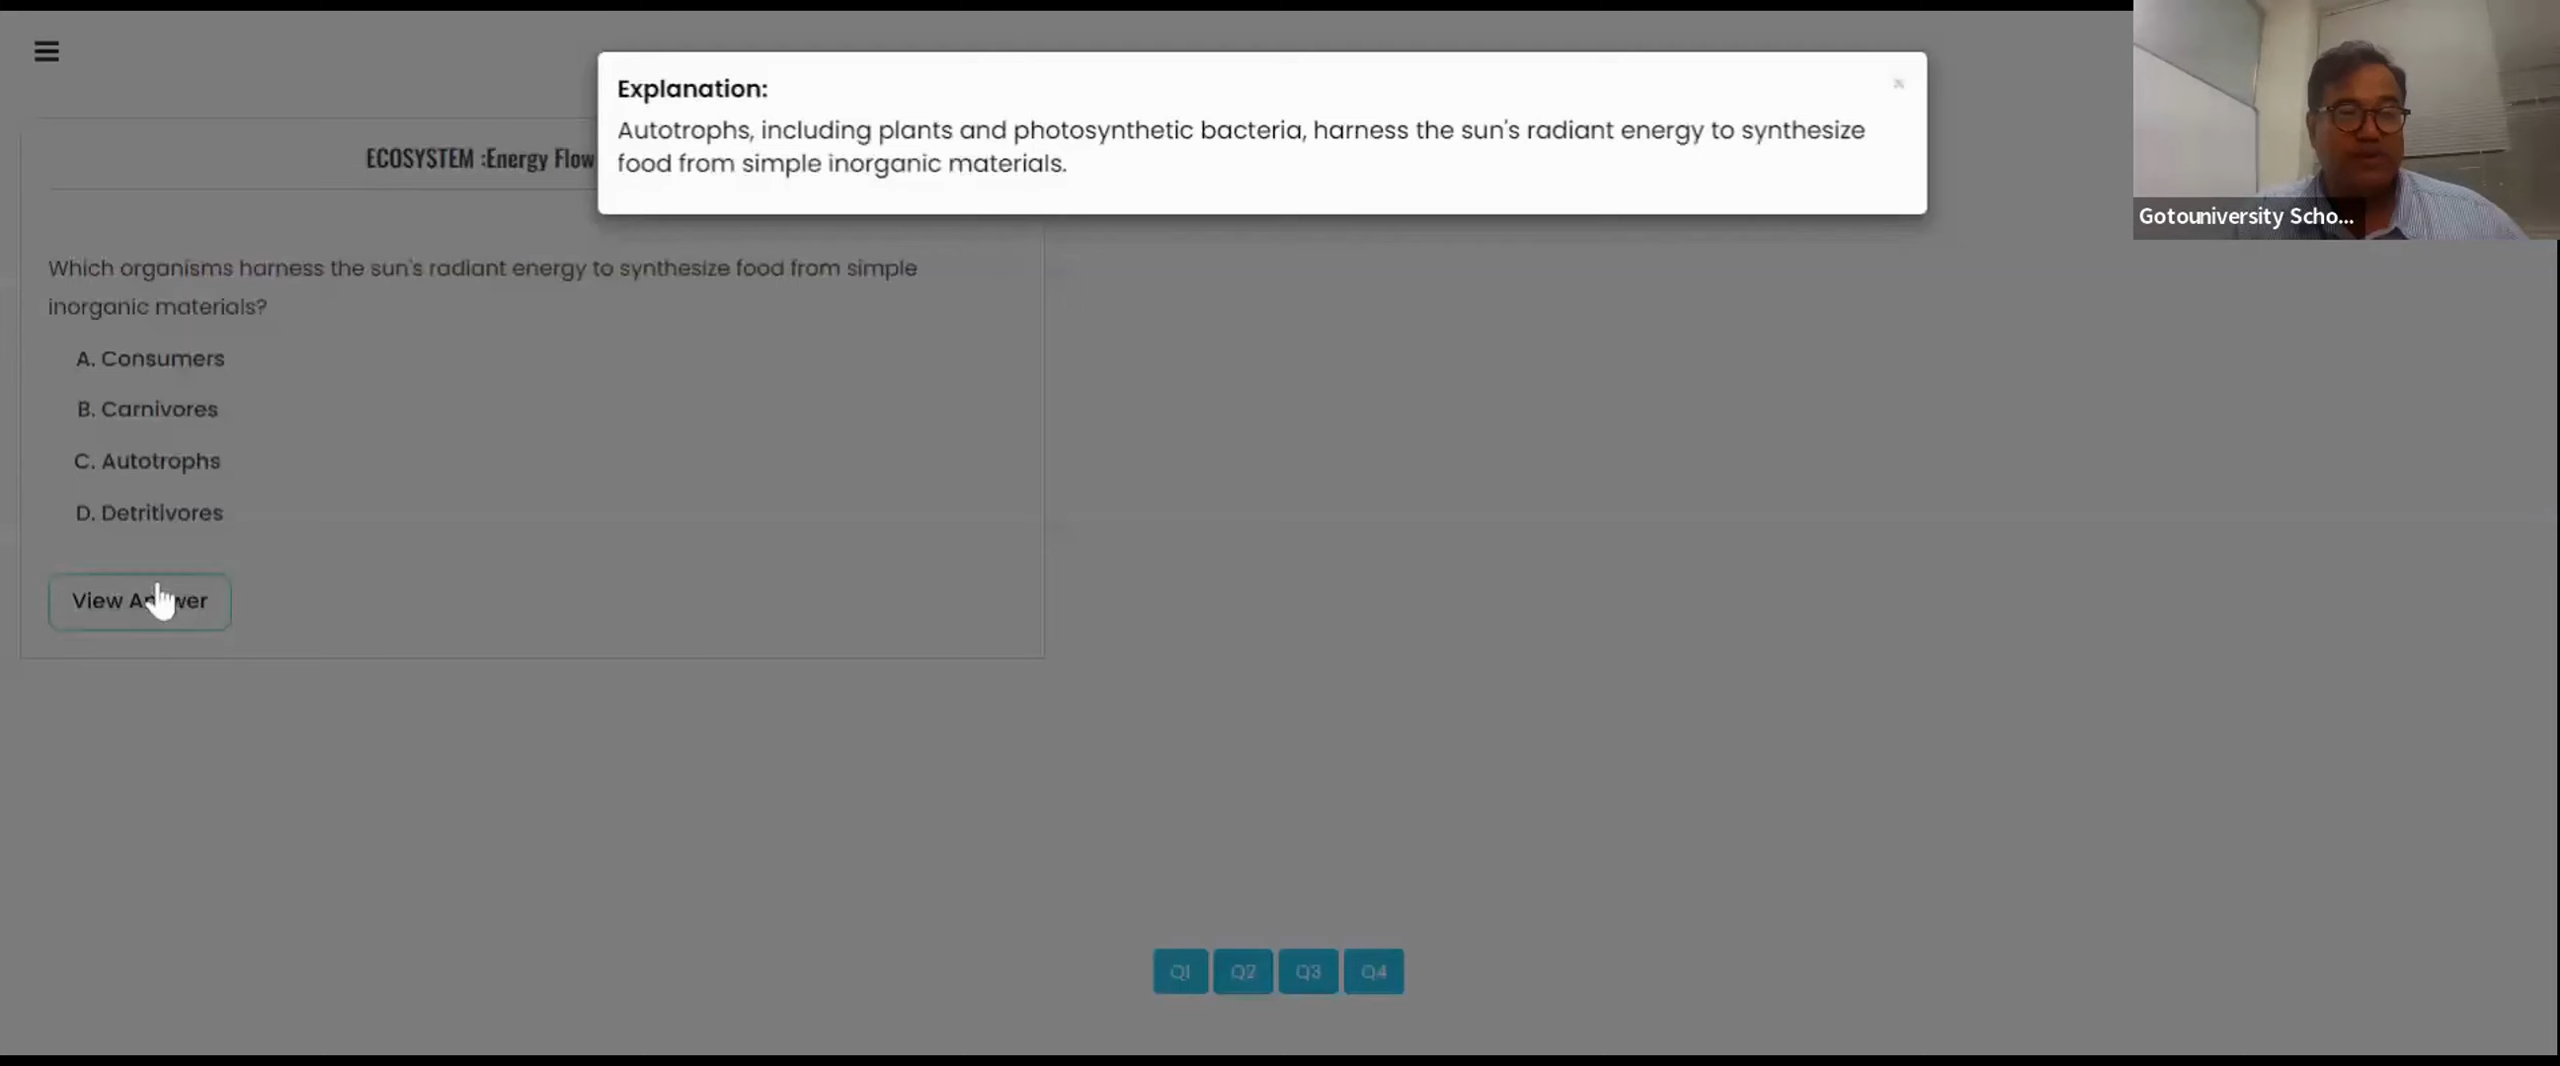 Explanation:
Autotrophs, including plants and photosynthetic bacteria, harness the sun's radiant energy to synthesize
food from simple inorganic materials.
Gotouniversity Scho...
ECOSYSTEM :Energy Flow
Which organisms harness the sun's radiant energy to synthesize food from simple
inorganic materials?
A. Consumers
B. Carnivores
C. Autotrophs
D. Detritivores
View Answer
Q1 Q2 Q3 Q4